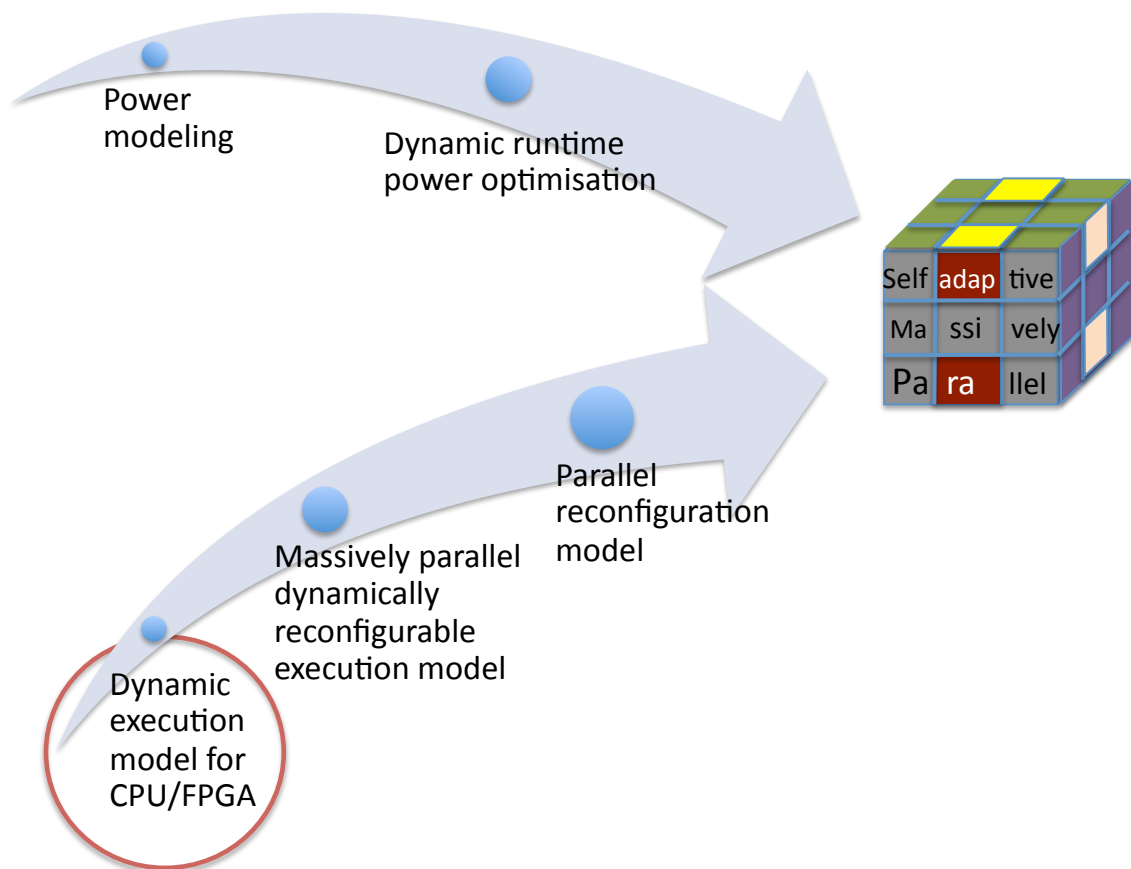 Power
modeling
Dynamic runtime
power optimisation
Self adap tive
Ma ssi vely
Pa ra llel
Parallel
reconfiguration
model
Massively parallel
dynamically
reconfigurable
execution model
Dynamic
execution
model for
CPU/FPGA